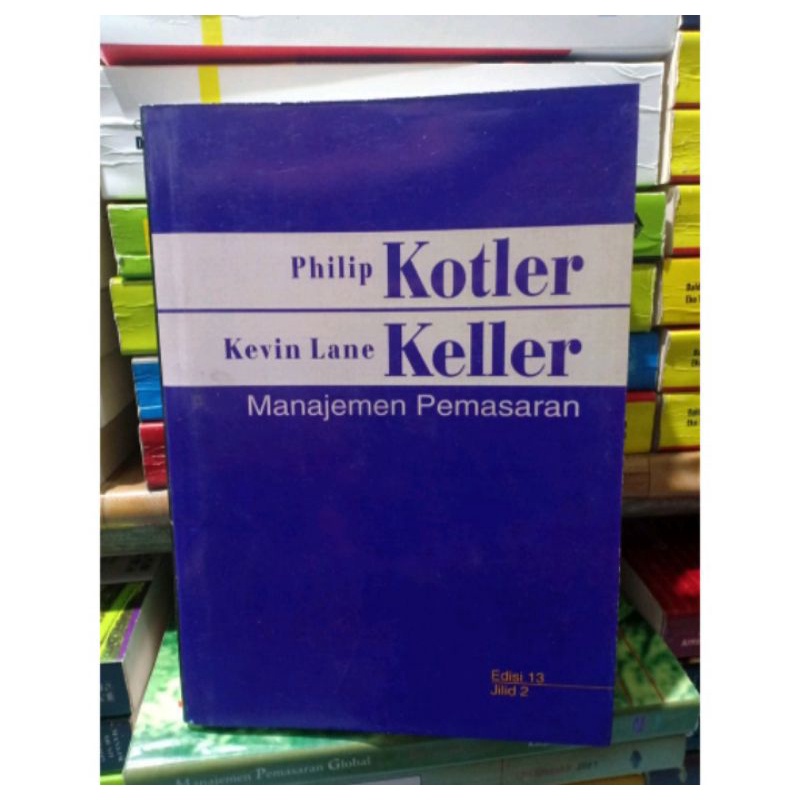 Philip Kotler
Kevin Lane Keller
Manajemen Pemasaran
Edisi 13
Jilid 2
Manajemen Pemasaran Global